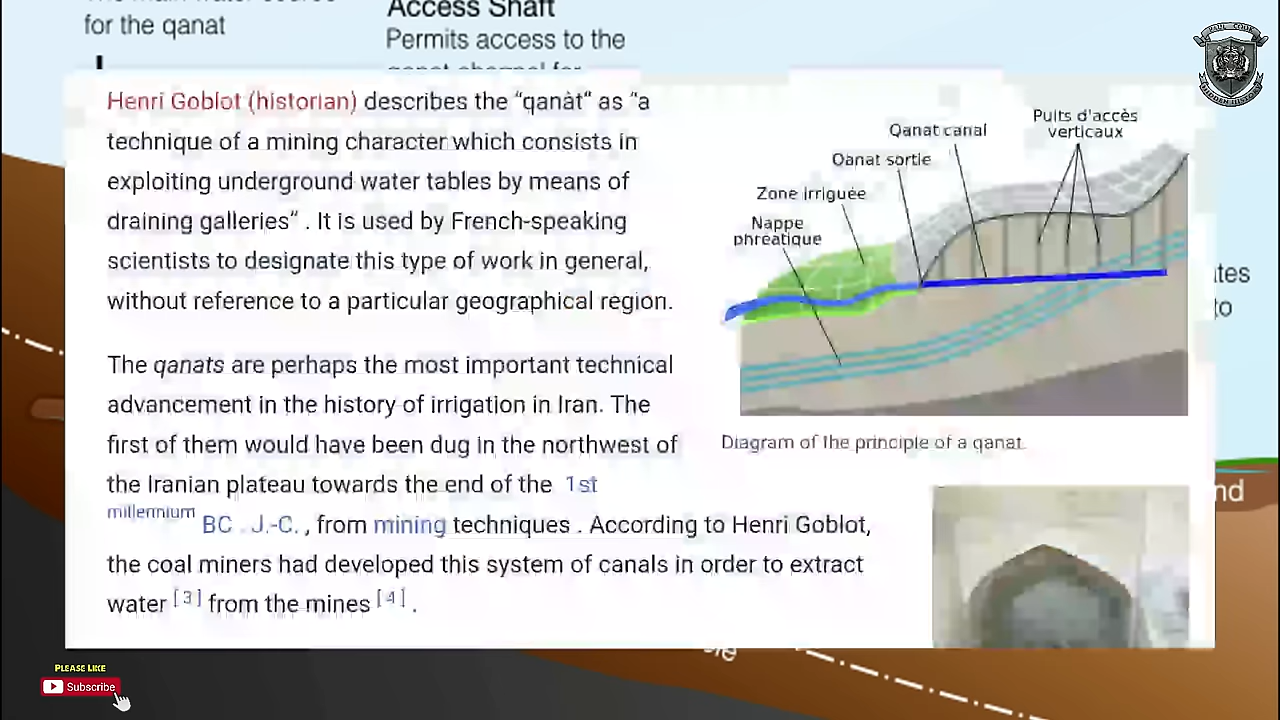 for the qanat
Access Shaft
Permits access to the
Henri Goblot (historian) describes the “qanàt” as “a
technique of a mining character which consists in
exploiting underground water tables by means of
draining galleries“ . It is used by French-speaking
scientists to designate this type of work in general,
without reference to a particular geographical region.
The qanats are perhaps the most important technical
advancement in the history of irrigation in Iran. The
first of them would have been dug in the northwest of
the Iranian plateau towards the end of the 1st
millennium BC . J.-C. , from mining techniques . According to Henri Goblot,
the coal miners had developed this system of canals in order to extract
water [3] from the mines [4] .
Puits d'accès
verticaux
Qanat canal
Qanat sortie
Zone irriguée
Nappe
phréatique
Diagram of the principle of a qanat.
to
PLEASE LIKE
Subscribe